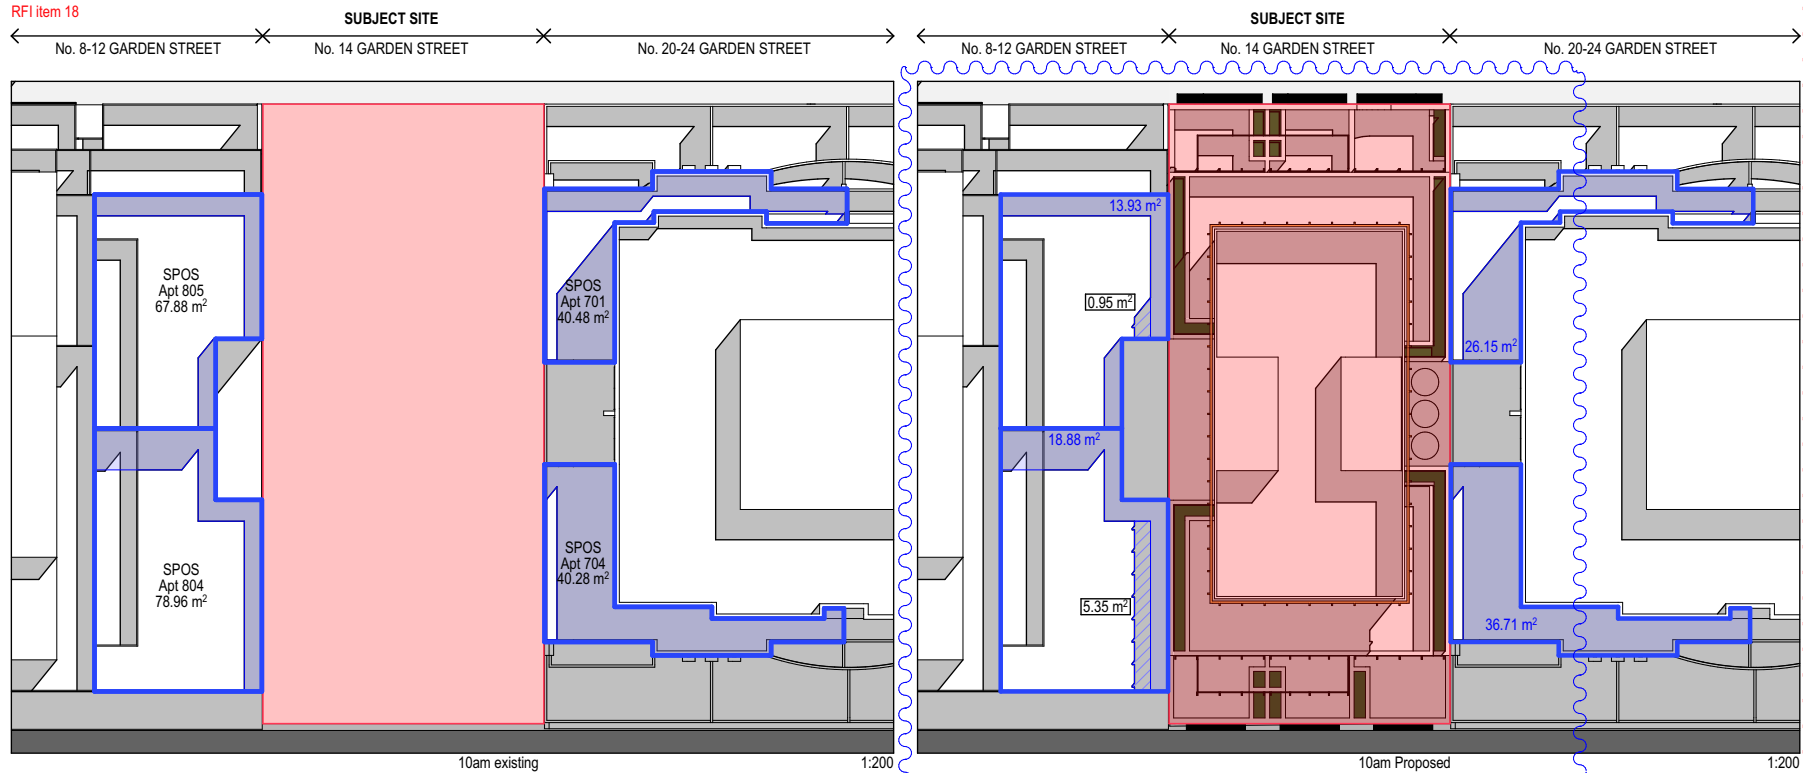 RFI item 18
SUBJECT SITE
No. 8-12 GARDEN STREET
No. 14 GARDEN STREET
No. 20-24 GARDEN STREET
SPOS
Apt 805
67.88 m²
SPOS
Apt 701
40.48 m²
SPOS
Apt 804
78.96 m²
SPOS
Apt 704
40.28 m²
10am existing
1:200
SUBJECT SITE
No. 8-12 GARDEN STREET
No. 14 GARDEN STREET
No. 20-24 GARDEN STREET
13.93 m²
0.95 m²
26.15 m²
18.88 m²
5.35 m²
36.71 m²
10am Proposed
1:200